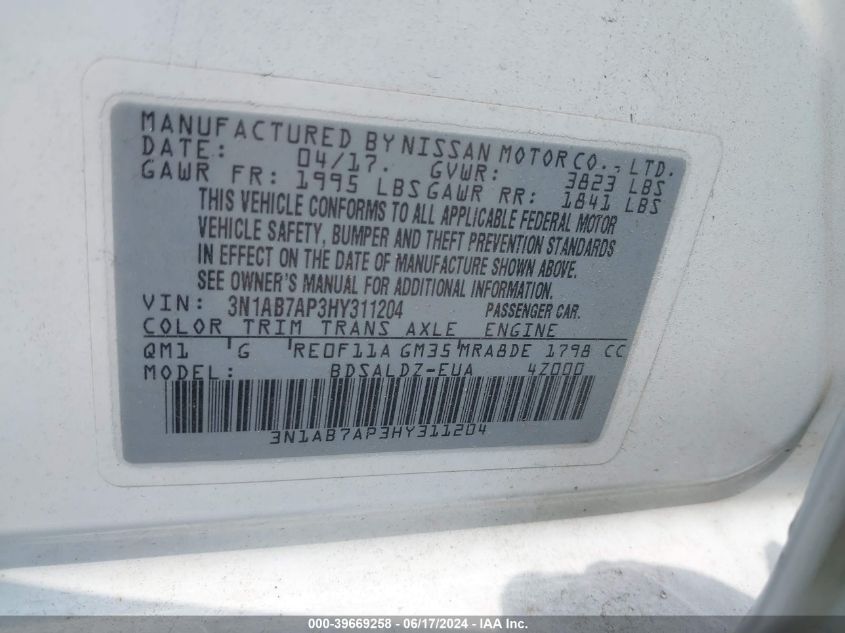 MANUFACTURED BY NISSAN MOTOR CO., LTD.
DATE: 04/17. GVWR: 3823 LBS
GAWR FR: 1995 LBS GAWR RR: 1841 LBS
THIS VEHICLE CONFORMS TO ALL APPLICABLE FEDERAL MOTOR
VEHICLE SAFETY, BUMPER AND THEFT PREVENTION STANDARDS
IN EFFECT ON THE DATE OF MANUFACTURE SHOWN ABOVE.
SEE OWNER'S MANUAL FOR ADDITIONAL INFORMATION.
VIN: 3N1AB7AP3HY311204 PASSENGER CAR.
COLOR TRIM TRANS AXLE ENGINE
QM1 G RE0F11A GM35 MRA8DE 1798 CC
MODEL: BDSALDZ-EUA 4Z000
3N1AB7AP3HY311204
000-39669258 - 06/17/2024 - IAAI.com